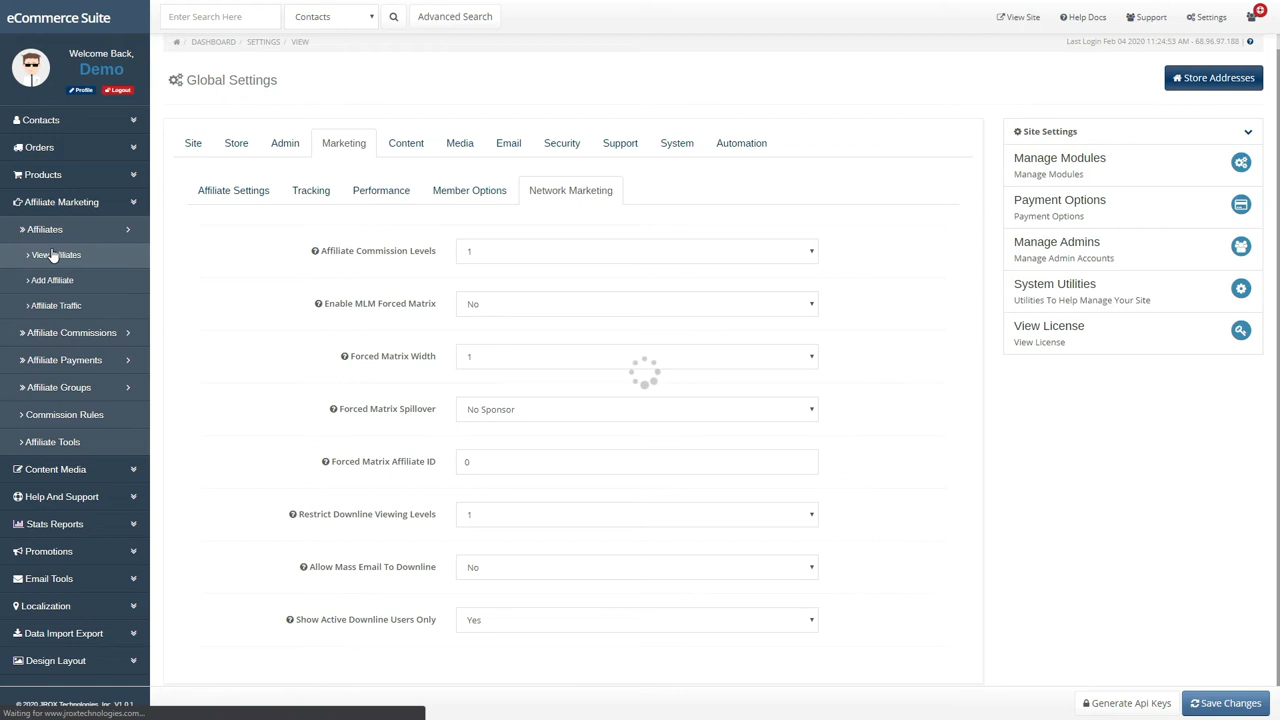 eCommerce Suite
Enter Search Here
Contacts
Advanced Search
View Site
Help Docs
Support
Settings
DASHBOARD / SETTINGS / VIEW
Last Login Feb 04 2020 11:24:53 AM - 68.96.97.188 |
Welcome Back,
Demo
Profile
Logout
Global Settings
Store Addresses
Contacts
Orders
Products
Affiliate Marketing
Affiliates
View Affiliates
Add Affiliate
Affiliate Traffic
Affiliate Commissions
Affiliate Payments
Affiliate Groups
Commission Rules
Affiliate Tools
Content Media
Help And Support
Stats Reports
Promotions
Email Tools
Localization
Data Import Export
Design Layout
© 2020 JROX Technologies, Inc. V1.0.1
Waiting for www.jroxtechnologies.com...
Site
Store
Admin
Marketing
Content
Media
Email
Security
Support
System
Automation
Affiliate Settings
Tracking
Performance
Member Options
Network Marketing
Affiliate Commission Levels
1
Enable MLM Forced Matrix
No
Forced Matrix Width
1
Forced Matrix Spillover
No Sponsor
Forced Matrix Affiliate ID
0
Restrict Downline Viewing Levels
1
Allow Mass Email To Downline
No
Show Active Downline Users Only
Yes
Site Settings
Manage Modules
Manage Modules
Payment Options
Payment Options
Manage Admins
Manage Admin Accounts
System Utilities
Utilities To Help Manage Your Site
View License
View License
Generate Api Keys
Save Changes